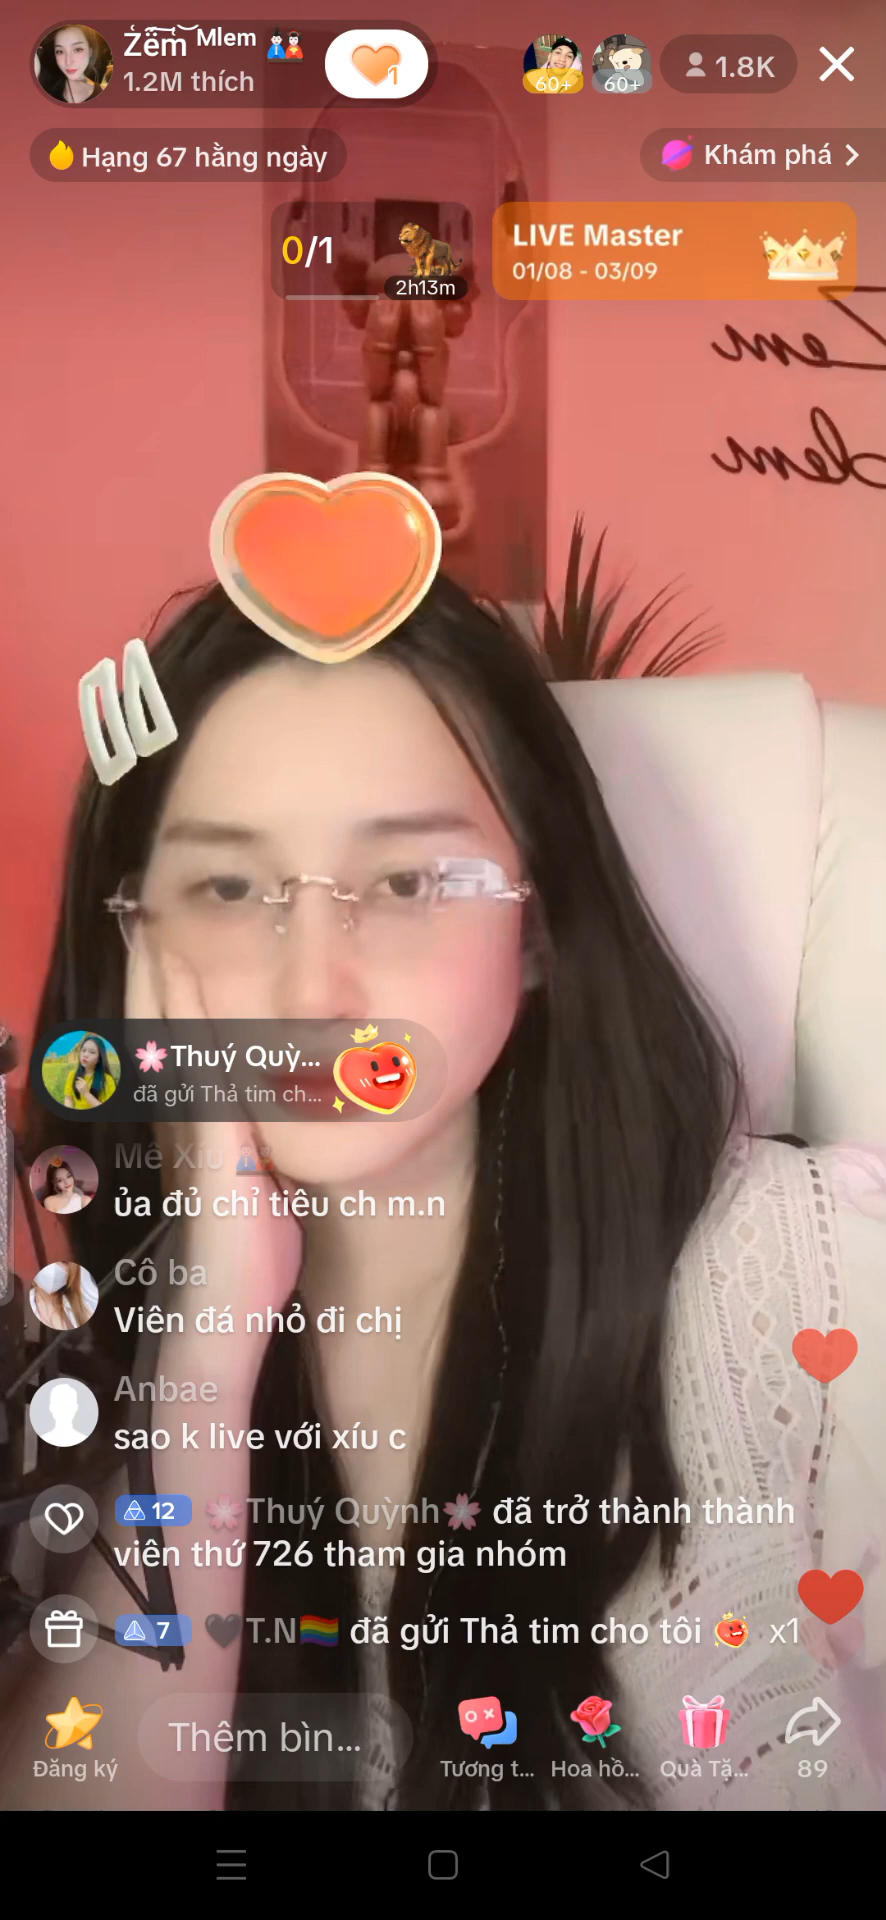 Zëm Mlem
1.2M thích
1
60+
60+
1.8K
Hạng 67 hằng ngày
Khám phá
0/1
2h13m
LIVE Master
01/08 - 03/09
Zem
Mlem
🌸Thuý Quỳ...
đã gửi Thả tim ch...
Mê Xíu
ủa đủ chỉ tiêu ch m.n
Cô ba
Viên đá nhỏ đi chị
Anbae
sao k live với xíu c
12 🌸Thuý Quỳnh🌸 đã trở thành thành
viên thứ 726 tham gia nhóm
7 🖤T.N🏳️‍🌈 đã gửi Thả tim cho tôi x1
Thêm bìn...
Đăng ký
Tương t...
Hoa hồ...
Quà Tặ...
89